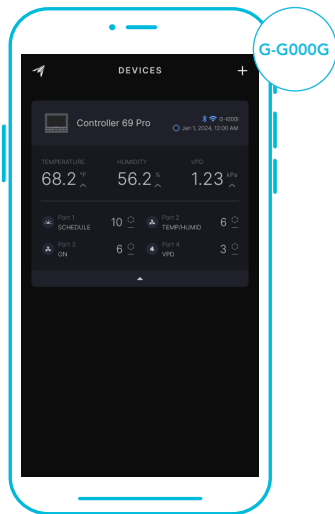 G-G000G
DEVICES
Controller 69 Pro
G-I000I
Jan 1, 2024, 12:00 AM
TEMPERATURE HUMIDITY VPD
68.2 °F 56.2 % 1.23 kPa
Port 1 SCHEDULE 10
Port 2 TEMP/HUMID 6
Port 3 ON 6
Port 4 VPD 3